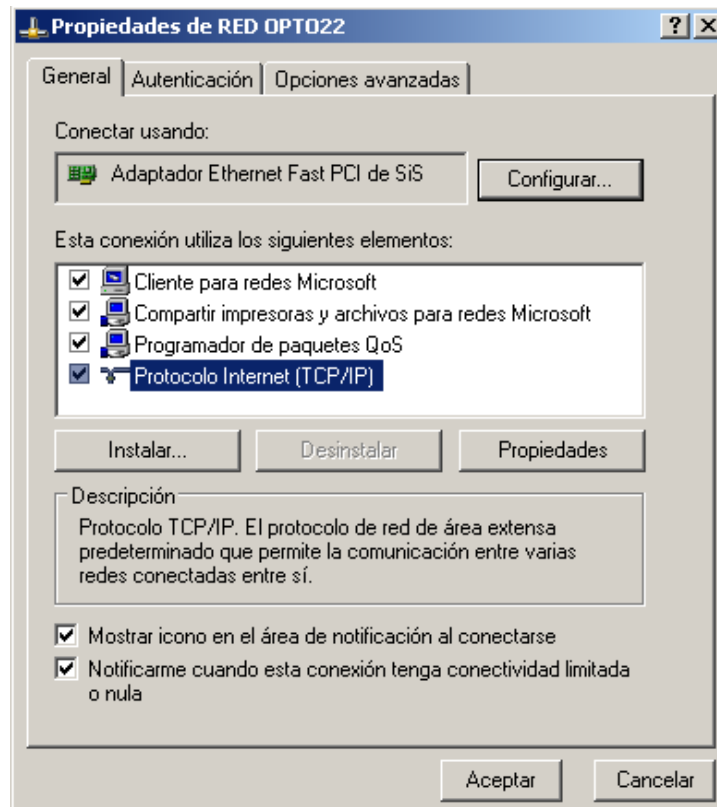 Propiedades de RED OPTO22
General
Autenticación
Opciones avanzadas
Conectar usando:
Adaptador Ethernet Fast PCI de SiS
Configurar...
Esta conexión utiliza los siguientes elementos:
Cliente para redes Microsoft
Compartir impresoras y archivos para redes Microsoft
Programador de paquetes QoS
Protocolo Internet (TCP/IP)
Instalar...
Desinstalar
Propiedades
Descripción
Protocolo TCP/IP. El protocolo de red de área extensa
predeterminado que permite la comunicación entre varias
redes conectadas entre sí.
Mostrar icono en el área de notificación al conectarse
Notificarme cuando esta conexión tenga conectividad limitada
o nula
Aceptar
Cancelar